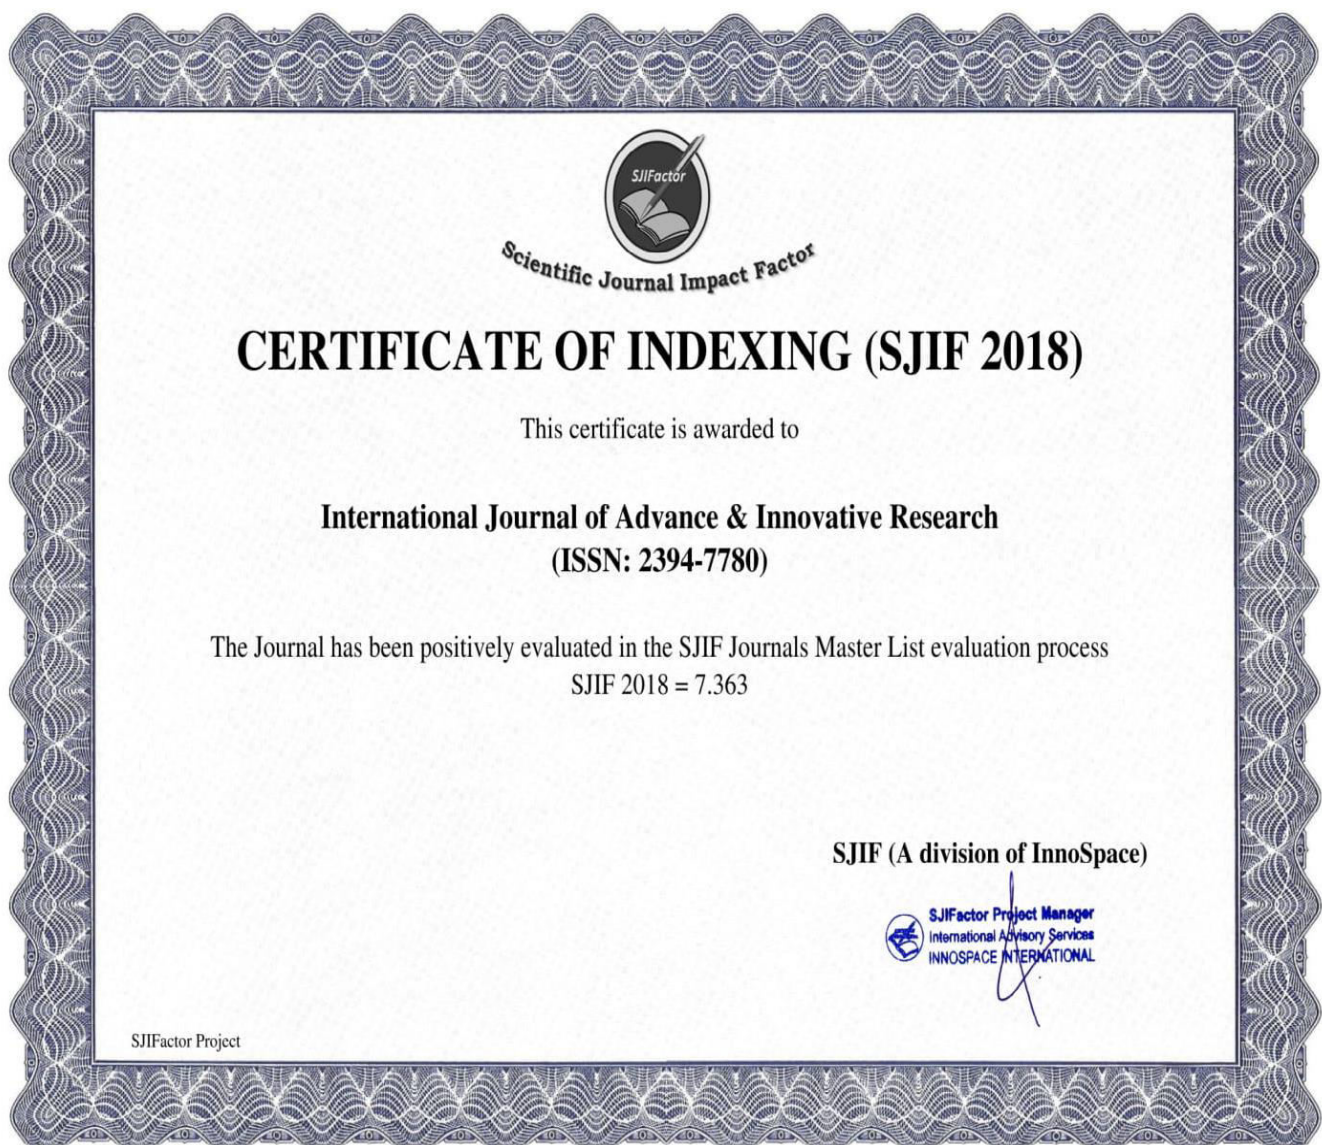 SJIFactor
Scientific Journal Impact Factor
CERTIFICATE OF INDEXING (SJIF 2018)
This certificate is awarded to
International Journal of Advance & Innovative Research
(ISSN: 2394-7780)
The Journal has been positively evaluated in the SJIF Journals Master List evaluation process
SJIF 2018 = 7.363
SJIF (A division of InnoSpace)
SJIFactor Project Manager
International Advisory Services
INNOSPACE INTERNATIONAL
SJIFactor Project